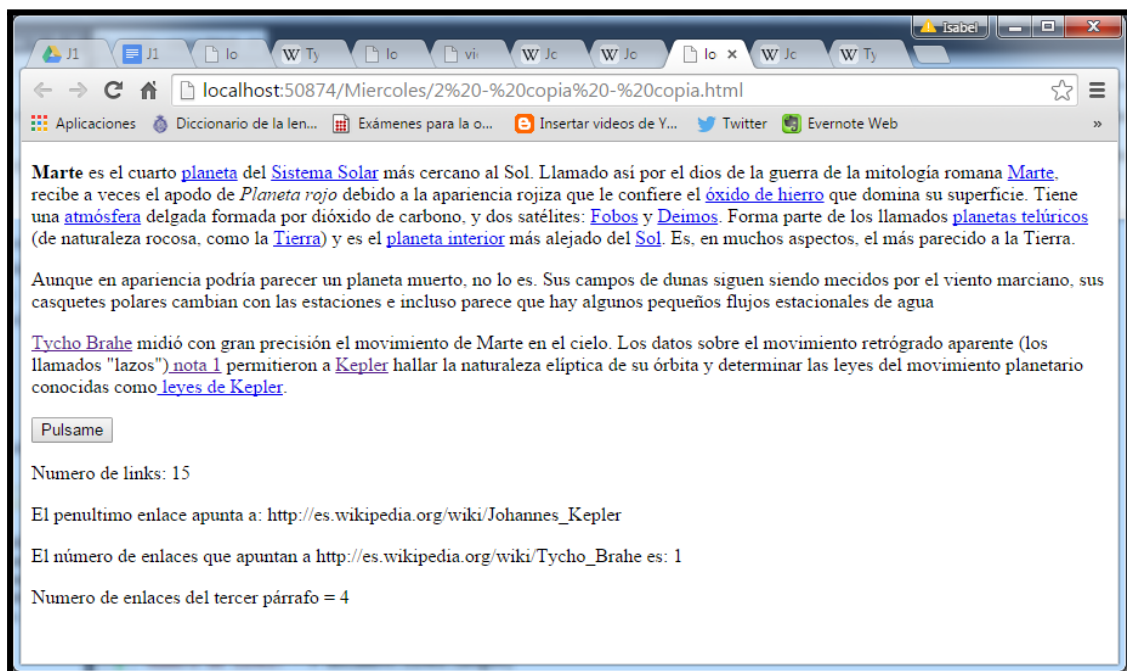 Isabel
J1
J1
Io
Ty
Io
vi
Jc
Jo
Io
Jc
Ty
localhost:50874/Miercoles/2%20-%20copia%20-%20copia.html
Aplicaciones Diccionario de la len... Exámenes para la o... Insertar videos de Y... Twitter Evernote Web »
Marte es el cuarto planeta del Sistema Solar más cercano al Sol. Llamado así por el dios de la guerra de la mitología romana Marte,
recibe a veces el apodo de Planeta rojo debido a la apariencia rojiza que le confiere el óxido de hierro que domina su superficie. Tiene
una atmósfera delgada formada por dióxido de carbono, y dos satélites: Fobos y Deimos. Forma parte de los llamados planetas telúricos
(de naturaleza rocosa, como la Tierra) y es el planeta interior más alejado del Sol. Es, en muchos aspectos, el más parecido a la Tierra.
Aunque en apariencia podría parecer un planeta muerto, no lo es. Sus campos de dunas siguen siendo mecidos por el viento marciano, sus
casquetes polares cambian con las estaciones e incluso parece que hay algunos pequeños flujos estacionales de agua
Tycho Brahe midió con gran precisión el movimiento de Marte en el cielo. Los datos sobre el movimiento retrógrado aparente (los
llamados "lazos") nota 1 permitieron a Kepler hallar la naturaleza elíptica de su órbita y determinar las leyes del movimiento planetario
conocidas como leyes de Kepler.
Pulsame
Numero de links: 15
El penultimo enlace apunta a: http://es.wikipedia.org/wiki/Johannes_Kepler
El número de enlaces que apuntan a http://es.wikipedia.org/wiki/Tycho_Brahe es: 1
Numero de enlaces del tercer párrafo = 4